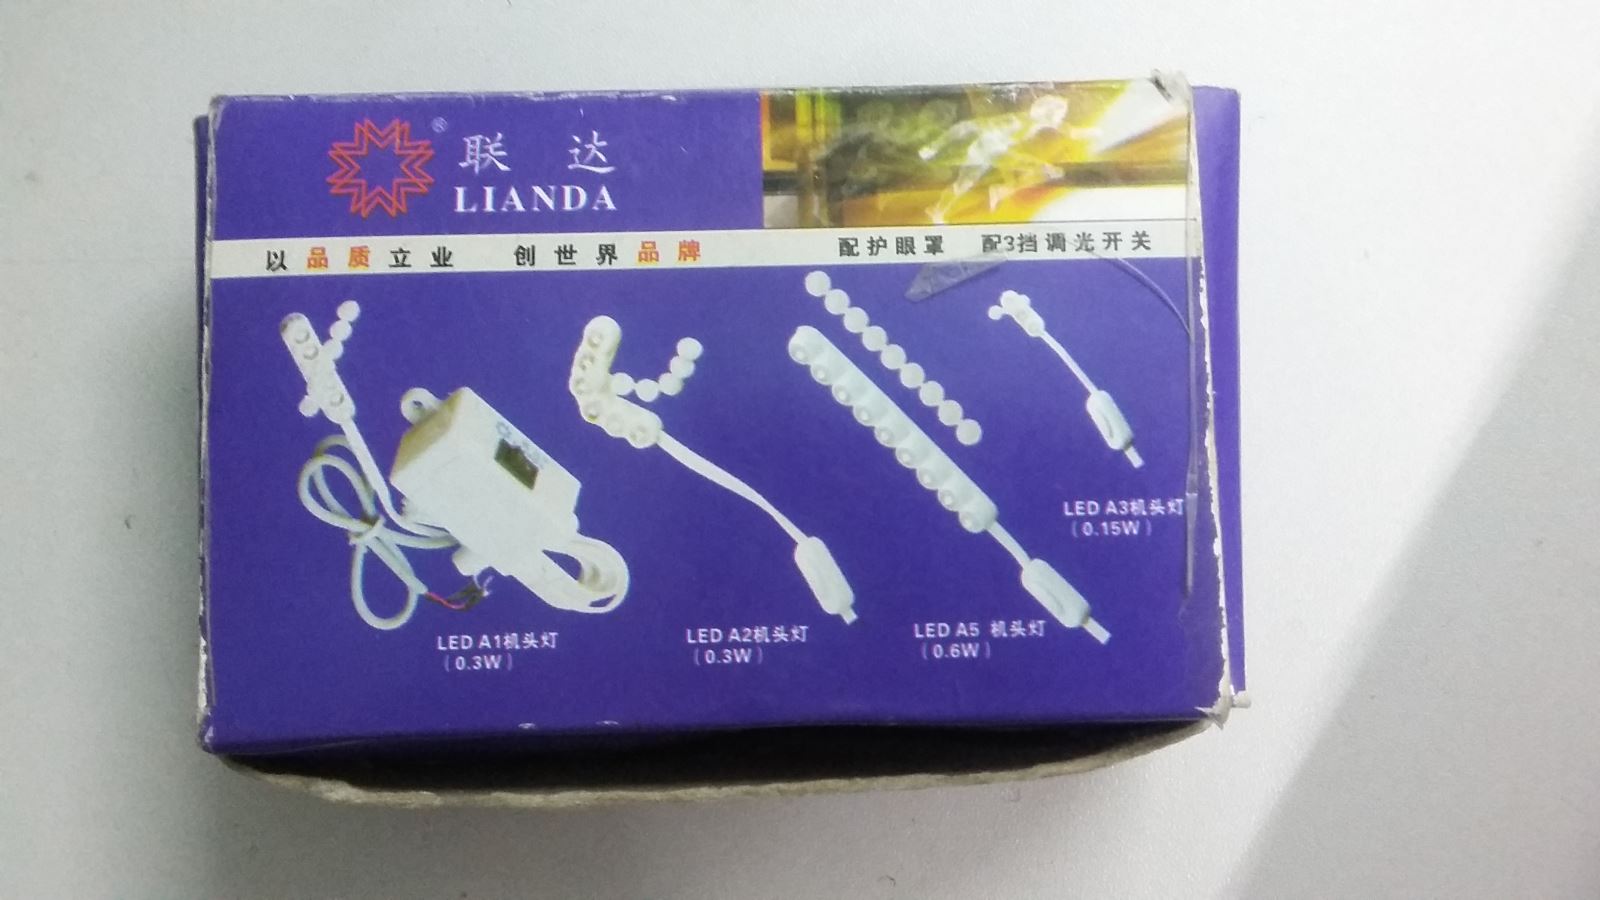 ®
联 达
LIANDA
以品质立业 创世界品牌 配护眼罩 配3挡调光开关
LED A3机头灯
(0.15W)
LED A1机头灯
(0.3W)
LED A2机头灯
(0.3W)
LED A5 机头灯
(0.6W)